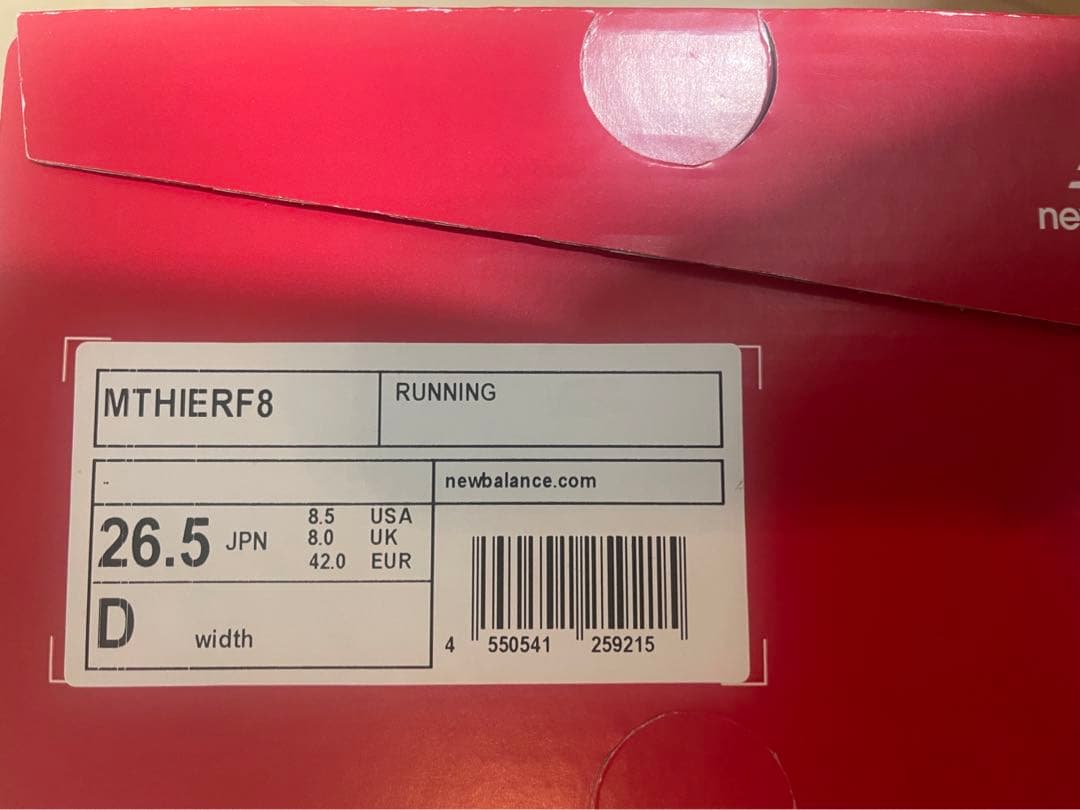 ne
MTHIERF8
RUNNING
newbalance.com
26.5 JPN
8.5 USA
8.0 UK
42.0 EUR
D width
4 550541 259215